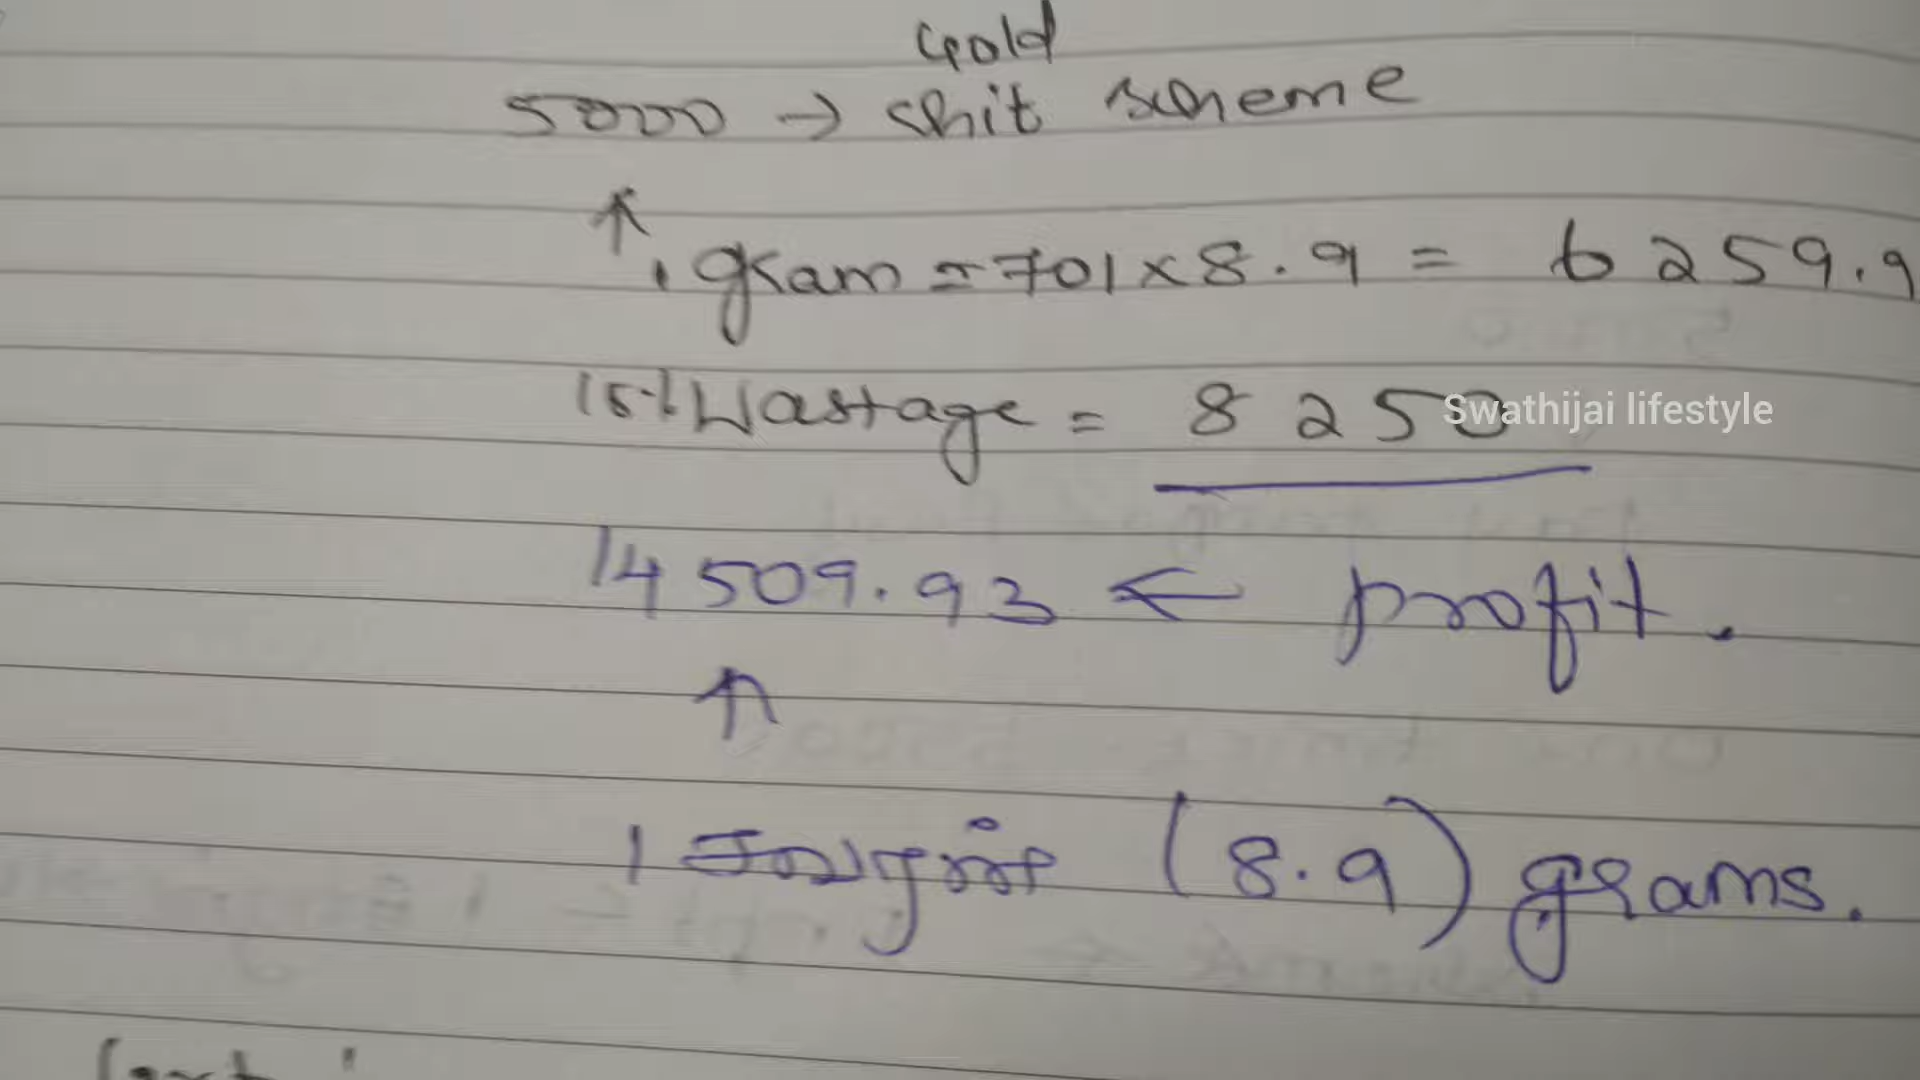 Gold
5000 → chit scheme
↑ 1 gram = 701 x 8.9 = 6259.9
15% Wastage = 8250
Swathijai lifestyle
14509.93 ← profit.
↑
1 சவரன் (8.9) grams.